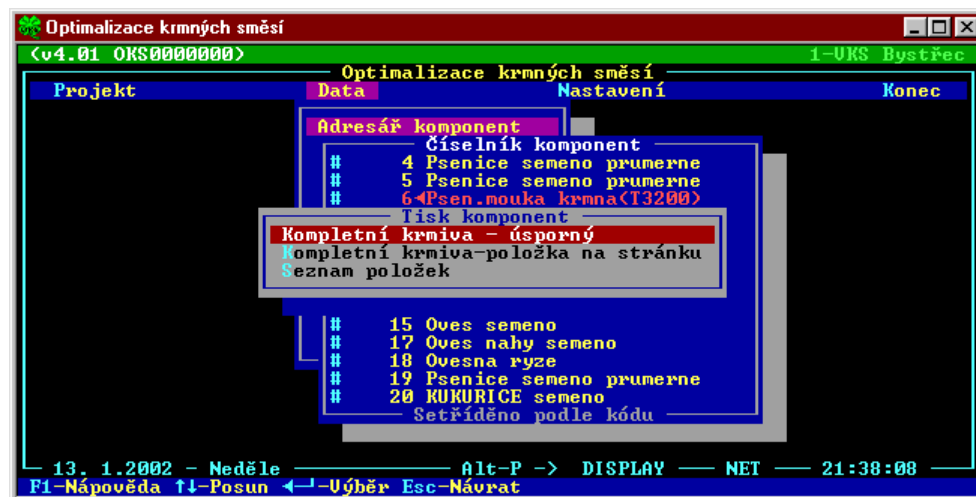 Optimalizace krmných směsí
(v4.01 OKS0000000) 1-VKS Bystřec
Optimalizace krmných směsí
Projekt Data Nastavení Konec
Adresář komponent
Číselník komponent
# 4 Psenice semeno prumerne
# 5 Psenice semeno prumerne
# 6◄Psen.mouka krmna(T3200)
Tisk komponent
Kompletní krmiva - úsporný
Kompletní krmiva-položka na stránku
Seznam položek
# 15 Oves semeno
# 17 Oves nahy semeno
# 18 Ovesna ryze
# 19 Psenice semeno prumerne
# 20 KUKURICE semeno
Setříděno podle kódu
13. 1.2002 - Neděle Alt-P -> DISPLAY NET 21:38:08
F1-Nápověda ↑↓-Posun ◄─┘-Výběr Esc-Návrat